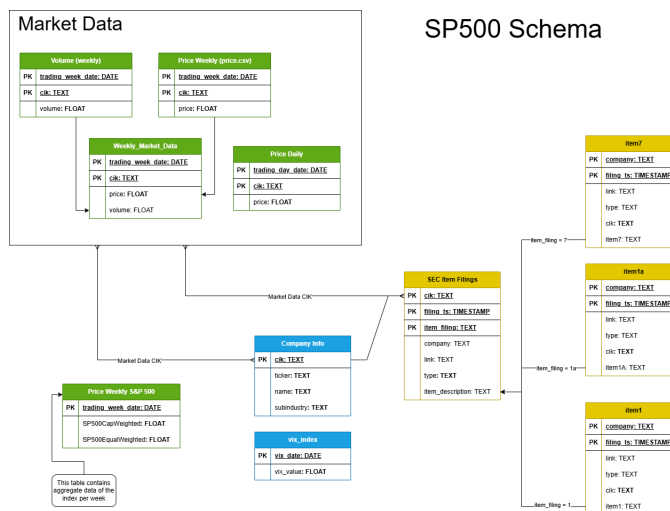 Market Data
SP500 Schema
Volume (weekly)
PK trading_week_date: DATE
PK cik: TEXT
volume: FLOAT
Price Weekly (price.csv)
PK trading_week_date: DATE
PK cik: TEXT
price: FLOAT
Weekly_Market_Data
PK trading_week_date: DATE
PK cik: TEXT
price: FLOAT
volume: FLOAT
Price Daily
PK trading_day_date: DATE
PK cik: TEXT
price: FLOAT
item7
PK company: TEXT
PK filing_ts: TIMESTAMP
link: TEXT
type: TEXT
cik: TEXT
item7: TEXT
item_filing = 7
item1a
PK company: TEXT
PK filing_ts: TIMESTAMP
link: TEXT
type: TEXT
cik: TEXT
item1A: TEXT
item_filing = 1a
SEC Item Filings
PK cik: TEXT
PK filing_ts: TIMESTAMP
PK item_filing: TEXT
company: TEXT
link: TEXT
type: TEXT
item_description: TEXT
Market Data CIK
Company Info
PK cik: TEXT
ticker: TEXT
name: TEXT
subindustry: TEXT
Market Data CIK
Price Weekly S&P 500
PK trading_week_date: DATE
SP500CapWeighted: FLOAT
SP500EqualWeighted: FLOAT
vix_index
PK vix_date: DATE
vix_value: FLOAT
This table contains
aggregate data of the
index per week
item1
PK company: TEXT
PK filing_ts: TIMESTAMP
link: TEXT
type: TEXT
cik: TEXT
item1: TEXT
item_filing = 1